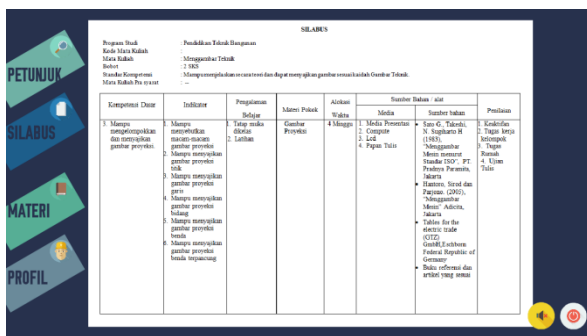 PETUNJUK
SILABUS
MATERI
PROFIL
SILABUS
Program Studi : Pendidikan Teknik Bangunan
Kode Mata Kuliah :
Mata Kuliah : Menggambar Teknik
Bobot : 2 SKS
Standar Kompetensi : Mampu menjelaskan secara teori dan dapat menyajikan gambar sesuai kaidah Gambar Teknik.
Mata Kuliah Pra syarat : --
Kompetensi Dasar
Indikator
Pengalaman
Belajar
Materi Pokok
Alokasi
Waktu
Sumber Bahan / alat
Media
Sumber bahan
Penilaian
3. Mampu
mengelompokkan
dan menyajikan
gambar proyeksi.
1. Mampu
menyebutkan
macam-macam
gambar proyeksi
2. Mampu menyajikan
gambar proyeksi
titik
3. Mampu menyajikan
gambar proyeksi
garis
4. Mampu menyajikan
gambar proyeksi
bidang
5. Mampu menyajikan
gambar proyeksi
benda
6. Mampu menyajikan
gambar proyeksi
benda terpancung
1. Tatap muka
dikelas
2. Latihan
Gambar
Proyeksi
4 Minggu
1. Media Presentasi
2. Compute
3. Lcd
4. Papan Tulis
• Sato G., Takeshi,
N. Sugiharto H
(1983),
"Menggambar
Mesin menurut
Standar ISO", PT.
Pradnya Paramita,
Jakarta
• Hantoro, Sirod dan
Parjono. (2005),
"Menggambar
Mesin" Adicita,
Jakarta
• Tables for the
electric trade
(GTZ)
GmbH,Eschborn
Federal Republic of
Germany
• Buku referensi dan
artikel yang sesuai
1. Keaktifan
2. Tugas kerja
kelompok
3. Tugas
Rumah
4. Ujian
Tulis